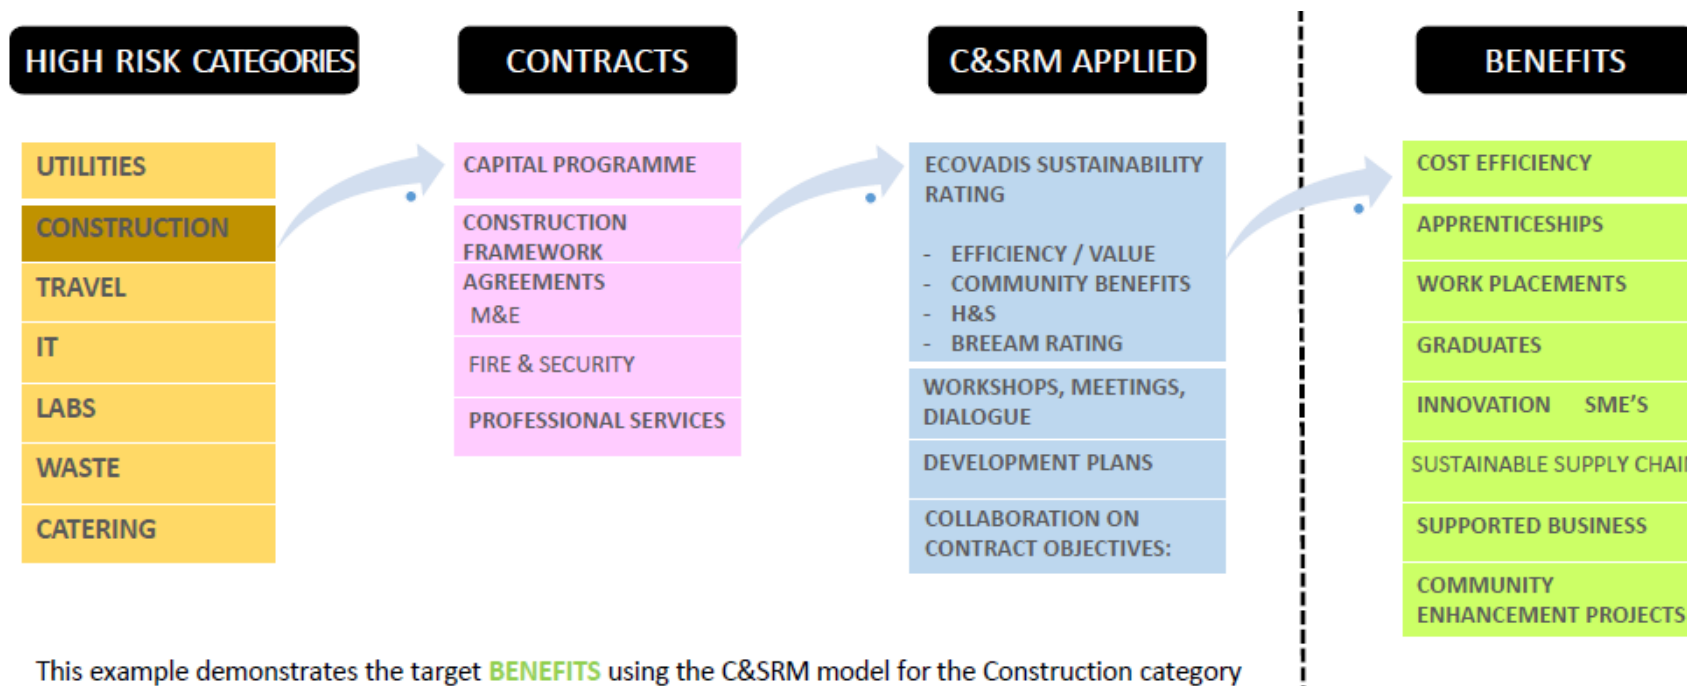 HIGH RISK CATEGORIES
CONTRACTS
C&SRM APPLIED
BENEFITS
UTILITIES
CONSTRUCTION
TRAVEL
IT
LABS
WASTE
CATERING
CAPITAL PROGRAMME
CONSTRUCTION
FRAMEWORK
AGREEMENTS
M&E
FIRE & SECURITY
PROFESSIONAL SERVICES
ECOVADIS SUSTAINABILITY
RATING
- EFFICIENCY / VALUE
- COMMUNITY BENEFITS
- H&S
- BREEAM RATING
WORKSHOPS, MEETINGS,
DIALOGUE
DEVELOPMENT PLANS
COLLABORATION ON
CONTRACT OBJECTIVES:
COST EFFICIENCY
APPRENTICESHIPS
WORK PLACEMENTS
GRADUATES
INNOVATION SME'S
SUSTAINABLE SUPPLY CHAIN
SUPPORTED BUSINESS
COMMUNITY
ENHANCEMENT PROJECTS
This example demonstrates the target BENEFITS using the C&SRM model for the Construction category